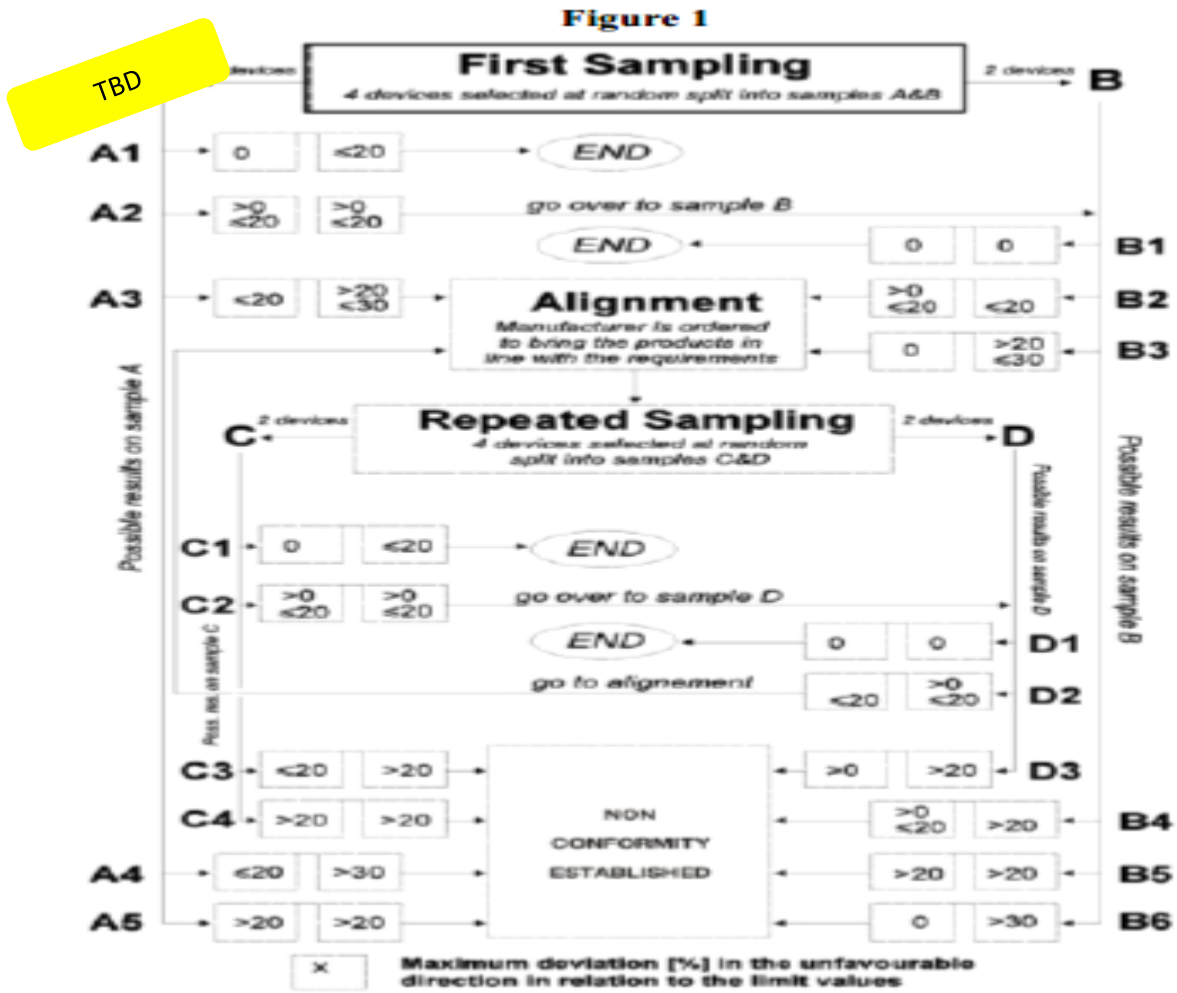 Figure 1
TBD
devices
First Sampling
4 devices selected at random split into samples A&B
2 devices
B
A1
0
≤20
END
A2
>0
≤20
>0
≤20
go over to sample B
END
0
0
B1
A3
≤20
>20
≤30
Alignment
Manufacturer is ordered
to bring the products in
line with the requirements
>0
≤20
≤20
B2
0
>20
≤30
B3
Possible results on sample A
C
2 devices
Repeated Sampling
4 devices selected at random
split into samples C&D
2 devices
D
Possible results on sample D
Possible results on sample B
C1
0
≤20
END
C2
>0
≤20
>0
≤20
go over to sample D
END
0
0
D1
Poss. res. on sample C
go to alignement
≤20
>0
≤20
D2
C3
≤20
>20
>0
>20
D3
C4
>20
>20
NON
CONFORMITY
ESTABLISHED
>0
≤20
>20
B4
A4
≤20
>30
>20
>20
B5
A5
>20
>20
0
>30
B6
X
Maximum deviation [%] in the unfavourable
direction in relation to the limit values